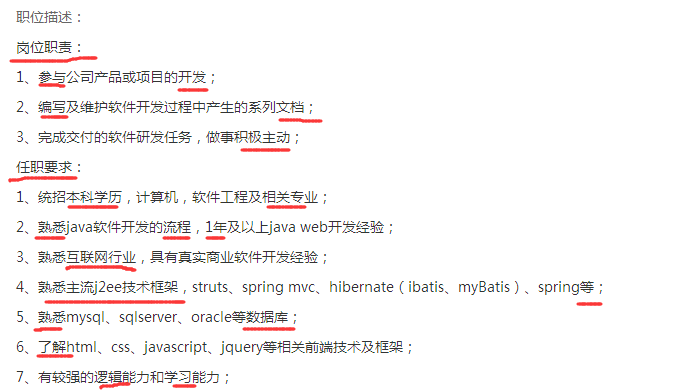 职位描述：
岗位职责：
1、参与公司产品或项目的开发；
2、编写及维护软件开发过程中产生的系列文档；
3、完成交付的软件研发任务，做事积极主动；
任职要求：
1、统招本科学历，计算机，软件工程及相关专业；
2、熟悉java软件开发的流程，1年及以上java web开发经验；
3、熟悉互联网行业，具有真实商业软件开发经验；
4、熟悉主流j2ee技术框架，struts、spring mvc、hibernate（ibatis、myBatis）、spring等；
5、熟悉mysql、sqlserver、oracle等数据库；
6、了解html、css、javascript、jquery等相关前端技术及框架；
7、有较强的逻辑能力和学习能力；